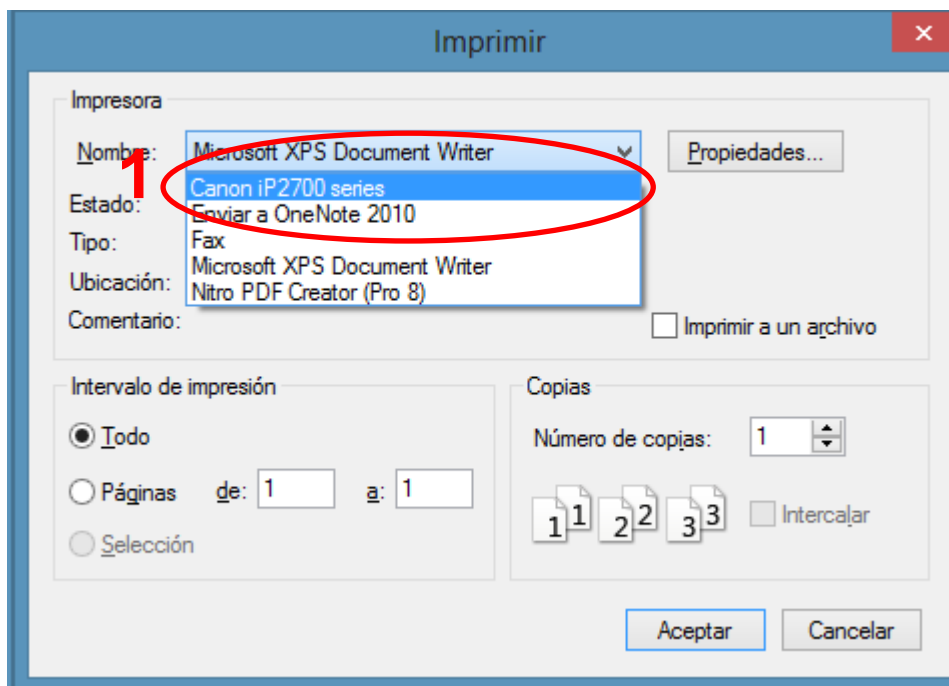 Imprimir
Impresora
Nombre: Microsoft XPS Document Writer Propiedades...
1
Canon iP2700 series
Estado:
Enviar a OneNote 2010
Tipo:
Fax
Microsoft XPS Document Writer
Ubicación:
Nitro PDF Creator (Pro 8)
Comentario:
Imprimir a un archivo
Intervalo de impresión
Todo
Páginas de: 1 a: 1
Selección
Copias
Número de copias: 1
1 1 2 2 3 3
Intercalar
Aceptar Cancelar